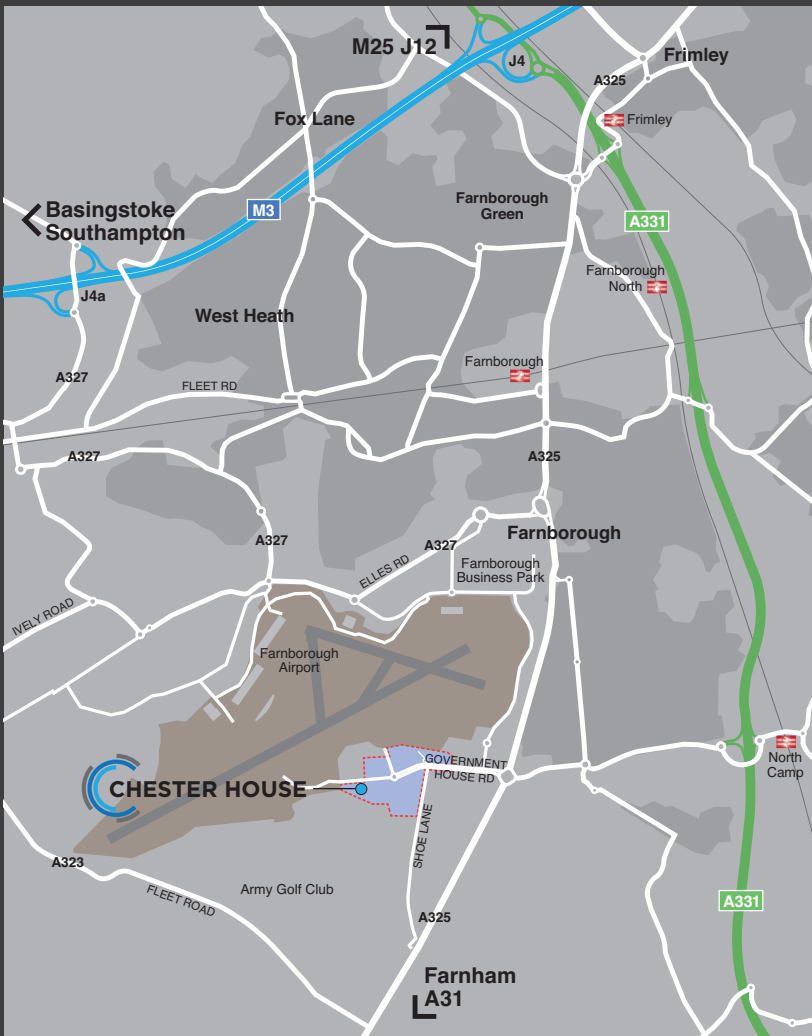 M25 J12
J4
Frimley
A325
Frimley
Fox Lane
Farnborough
Green
Basingstoke
Southampton
M3
A331
Farnborough
North
J4a
West Heath
Farnborough
A327
FLEET RD
A327
A325
A327
A327
Farnborough
ELLES RD
Farnborough
Business Park
IVELY ROAD
Farnborough
Airport
North
Camp
GOVERNMENT
HOUSE RD
CHESTER HOUSE
SHOE LANE
A323
FLEET ROAD
Army Golf Club
A325
A331
Farnham
A31